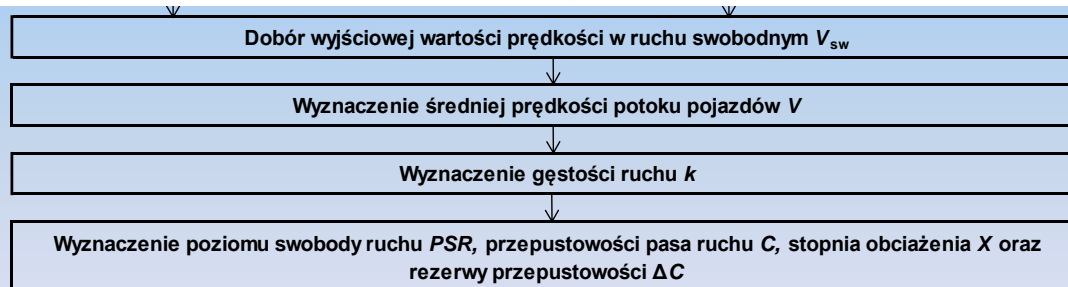 Dobór wyjściowej wartości prędkości w ruchu swobodnym Vsw
Wyznaczenie średniej prędkości potoku pojazdów V
Wyznaczenie gęstości ruchu k
Wyznaczenie poziomu swobody ruchu PSR, przepustowości pasa ruchu C, stopnia obciażenia X oraz
rezerwy przepustowości ΔC